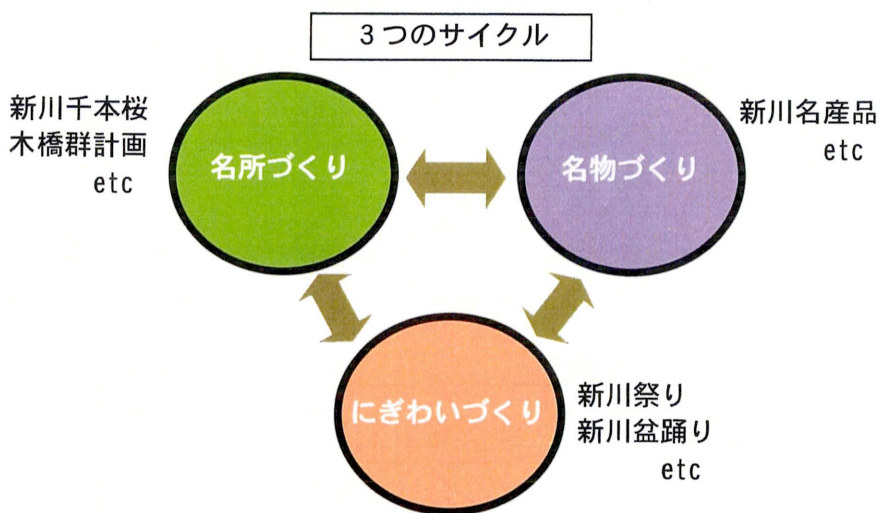 3つのサイクル
新川千本桜
木橋群計画
etc
名所づくり
名物づくり
新川名産品
etc
にぎわいづくり
新川祭り
新川盆踊り
etc